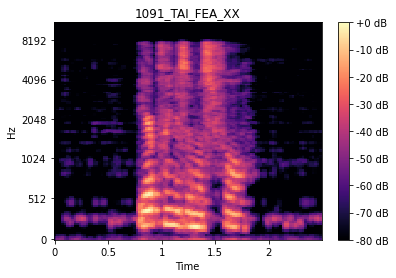 1091_TAI_FEA_XX
8192
4096
2048
1024
512
0
Hz
0
0.5
1
1.5
2
Time
+0 dB
-10 dB
-20 dB
-30 dB
-40 dB
-50 dB
-60 dB
-70 dB
-80 dB